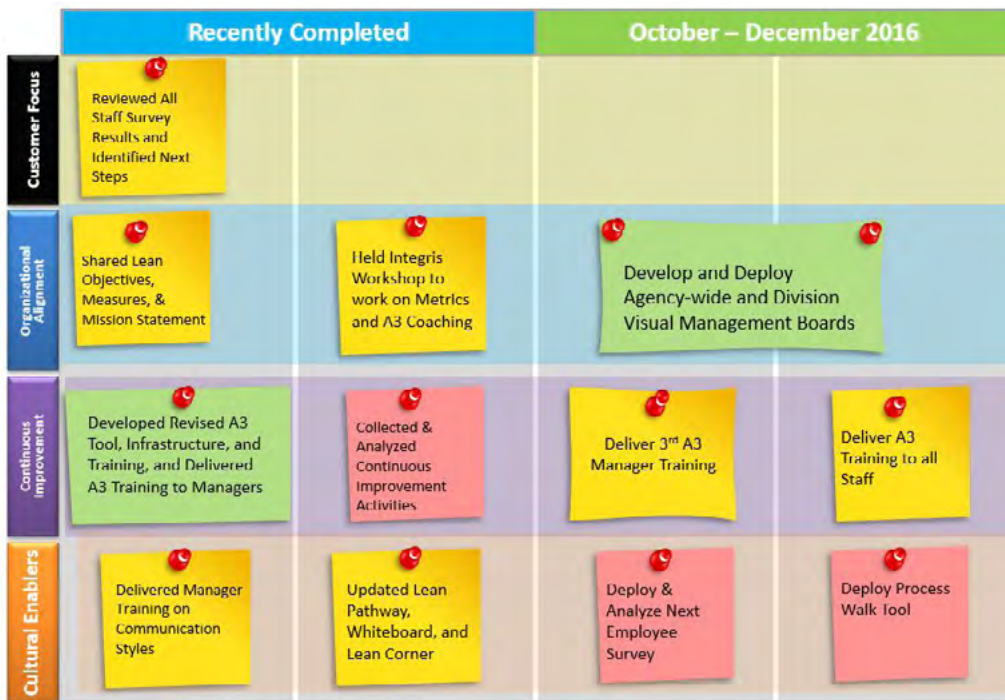 Recently Completed
October – December 2016
Customer Focus
Reviewed All
Staff Survey
Results and
Identified Next
Steps
Organizational
Alignment
Shared Lean
Objectives,
Measures, &
Mission Statement
Held Integris
Workshop to
work on Metrics
and A3 Coaching
Develop and Deploy
Agency-wide and Division
Visual Management Boards
Continuous
Improvement
Developed Revised A3
Tool, Infrastructure, and
Training, and Delivered
A3 Training to Managers
Collected &
Analyzed
Continuous
Improvement
Activities
Deliver 3rd A3
Manager Training
Deliver A3
Training to all
Staff
Cultural Enablers
Delivered Manager
Training on
Communication
Styles
Updated Lean
Pathway,
Whiteboard, and
Lean Corner
Deploy &
Analyze Next
Employee
Survey
Deploy Process
Walk Tool